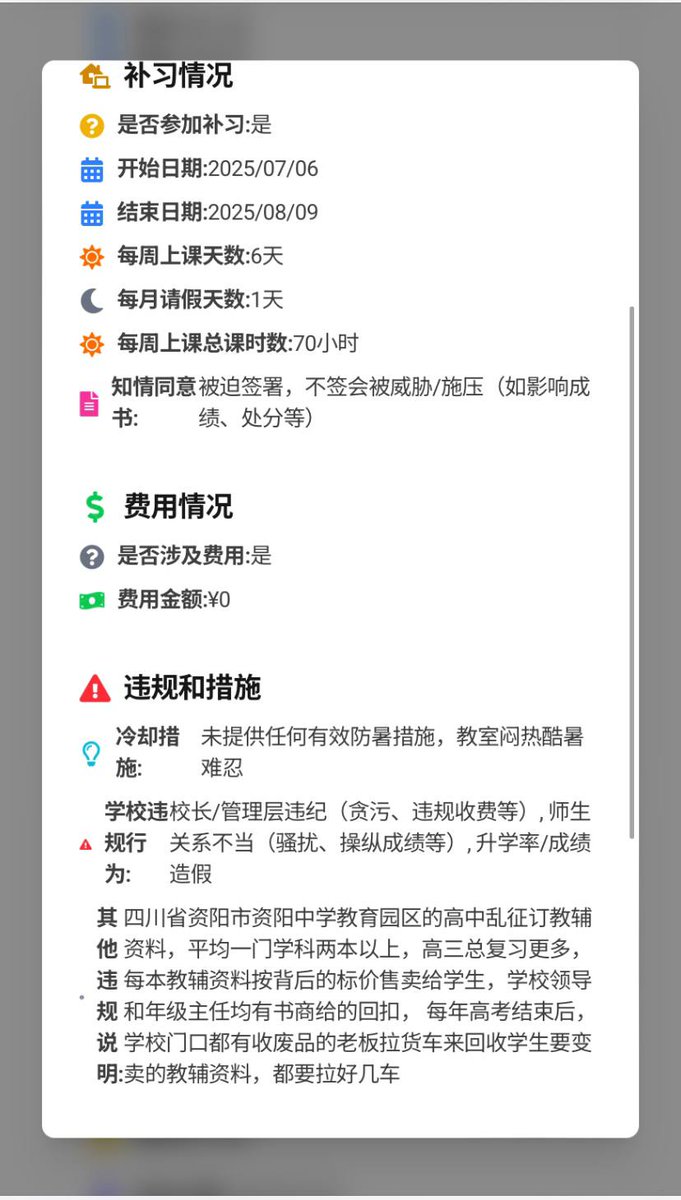 补习情况
是否参加补习:是
开始日期:2025/07/06
结束日期:2025/08/09
每周上课天数:6天
每月请假天数:1天
每周上课总课时数:70小时
知情同意书:
被迫签署，不签会被威胁/施压（如影响成
绩、处分等）
费用情况
是否涉及费用:是
费用金额:¥0
违规和措施
冷却措施:
未提供任何有效防暑措施，教室闷热酷暑
难忍
学校违规行为:
校长/管理层违纪（贪污、违规收费等）, 师生
关系不当（骚扰、操纵成绩等）, 升学率/成绩
造假
其他违规说明:
四川省资阳市资阳中学教育园区的高中乱征订教辅
资料，平均一门学科两本以上，高三总复习更多，
每本教辅资料按背后的标价售卖给学生，学校领导
和年级主任均有书商给的回扣， 每年高考结束后，
学校门口都有收废品的老板拉货车来回收学生要变
卖的教辅资料，都要拉好几车